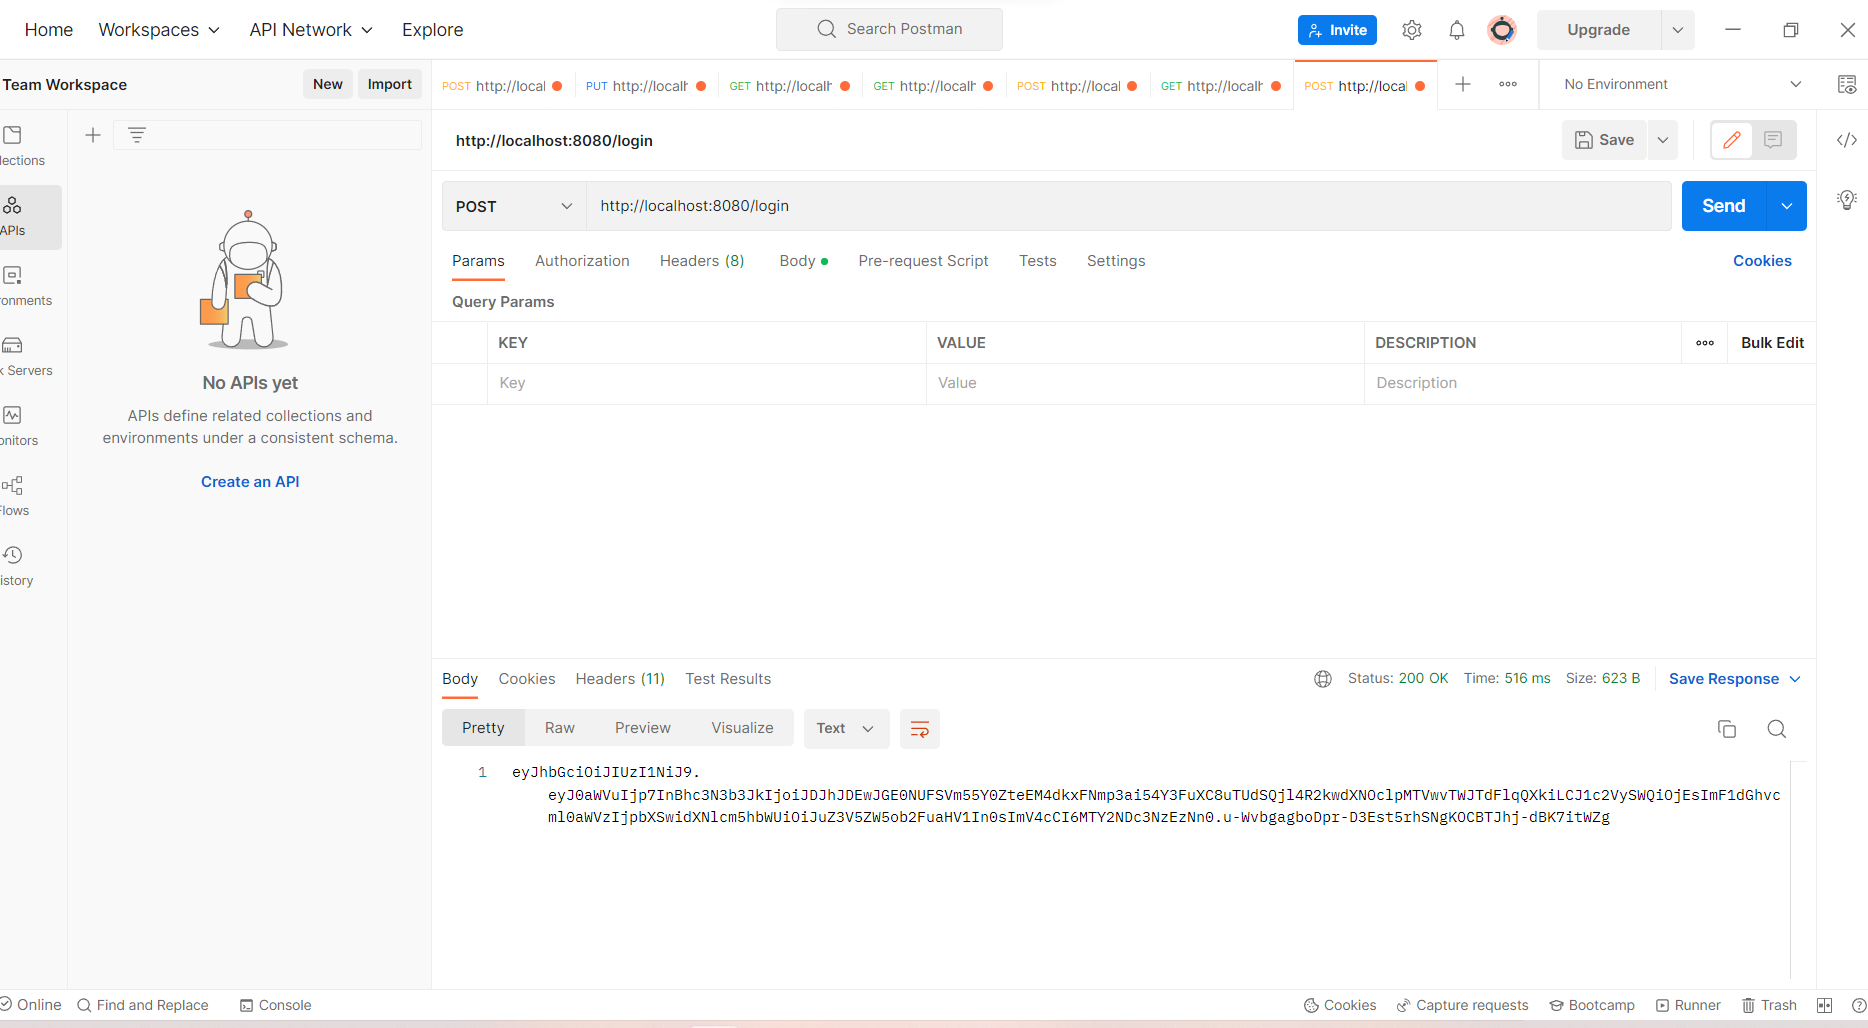 Home Workspaces API Network Explore Search Postman Invite Upgrade
Team Workspace New Import POST http://local PUT http://localh GET http://localh GET http://localh POST http://local GET http://localh POST http://local No Environment
http://localhost:8080/login Save
lections
POST http://localhost:8080/login Send
APIs
Params Authorization Headers (8) Body Pre-request Script Tests Settings Cookies
ronments
Query Params
KEY VALUE DESCRIPTION Bulk Edit
k Servers
Key Value Description
No APIs yet
APIs define related collections and
environments under a consistent schema.
onitors
Create an API
Flows
istory
Body Cookies Headers (11) Test Results Status: 200 OK Time: 516 ms Size: 623 B Save Response
Pretty Raw Preview Visualize Text
1 eyJhbGciOiJIUzI1NiJ9.
eyJ0aWVuIjp7InBhc3N3b3JkIjoiJDJhJDEwJGE0NUFSVm55Y0ZteEM4dkxFNmp3ai54Y3FuXC8uTUdSQjl4R2kwdXNOclpMTVwvTWJTdFlqQXkiLCJ1c2VySWQiOjEsImF1dGhvc
ml0aWVzIjpbXSwidXNlcm5hbWUiOiJuZ3V5ZW5ob2FuaHV1In0sImV4cCI6MTY2NDc3NzEzNn0.u-WvbgagboDpr-D3Est5rhSNgKOCBTJhj-dBK7itWZg
Online Find and Replace Console Cookies Capture requests Bootcamp Runner Trash